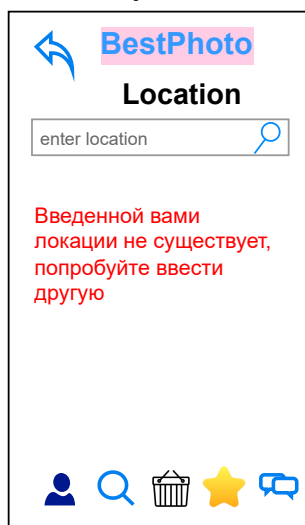 BestPhoto
Location
enter location
Введенной вами
локации не существует,
попробуйте ввести
другую